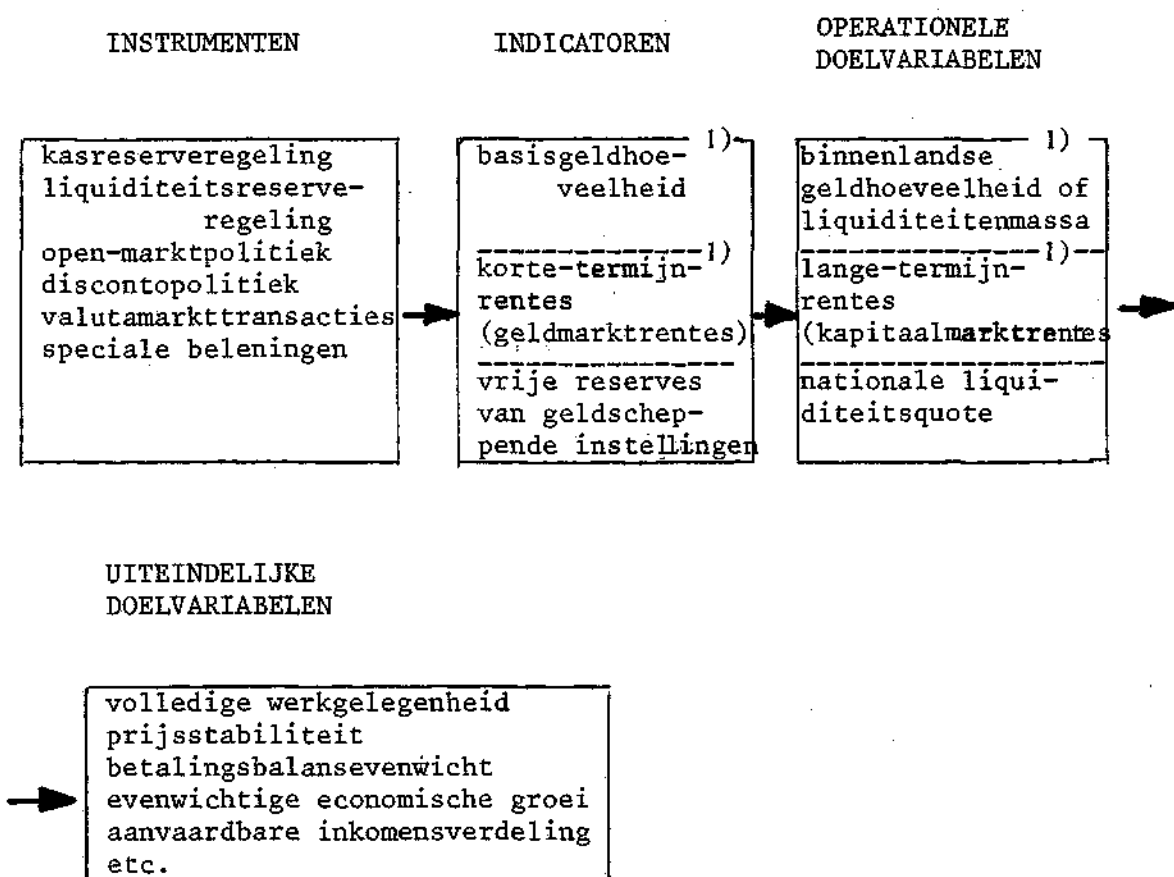 INSTRUMENTEN
kasreserveregeling
liquiditeitsreserve-
regeling
open-marktpolitiek
discontopolitiek
valutamarkttransacties
speciale beleningen
INDICATOREN
1)
basisgeldhoe-
veelheid
1)
korte-termijn-
rentes
(geldmarktrentes)
vrije reserves
van geldschep-
pende instellingen
OPERATIONELE
DOELVARIABELEN
1)
binnenlandse
geldhoeveelheid of
liquiditeitenmassa
1)
lange-termijn-
rentes
(kapitaalmarktrentes
nationale liqui-
diteitsquote
UITEINDELIJKE
DOELVARIABELEN
volledige werkgelegenheid
prijsstabiliteit
betalingsbalansevenwicht
evenwichtige economische groei
aanvaardbare inkomensverdeling
etc.